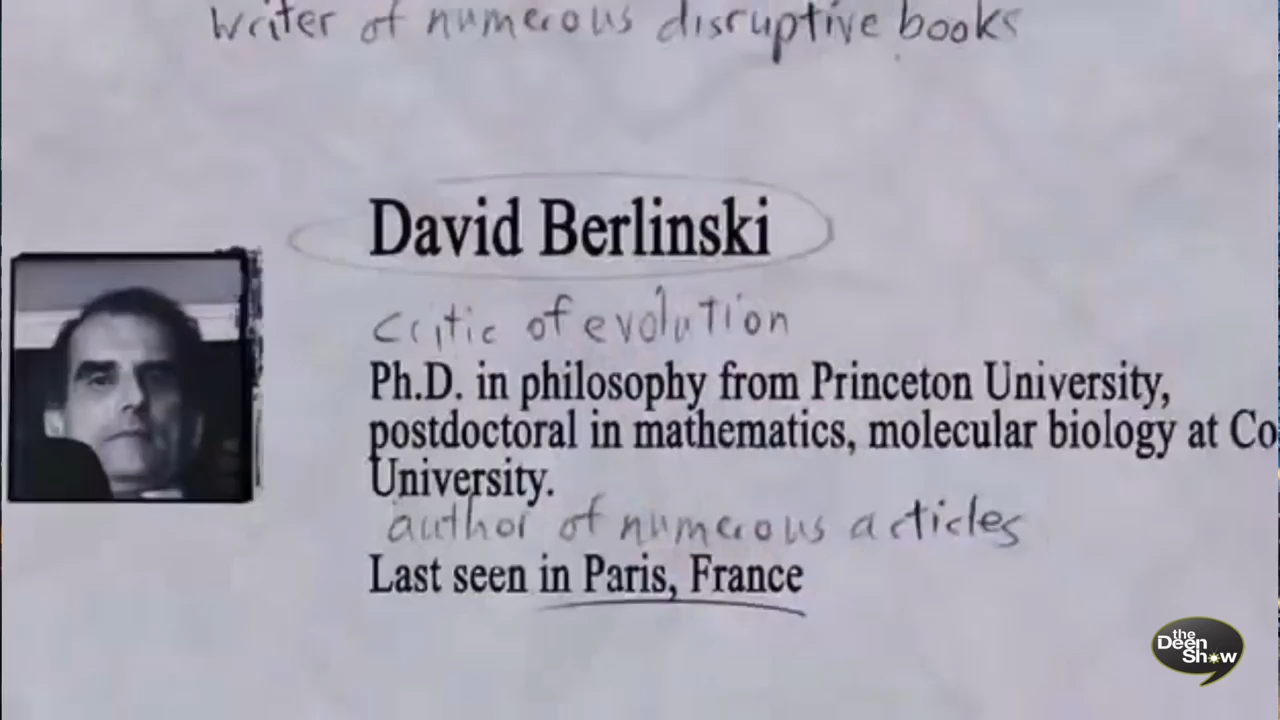 writer of numerous disruptive books
David Berlinski
critic of evolution
Ph.D. in philosophy from Princeton University,
postdoctoral in mathematics, molecular biology at Co
University.
author of numerous articles
Last seen in Paris, France
the
Deen
Show